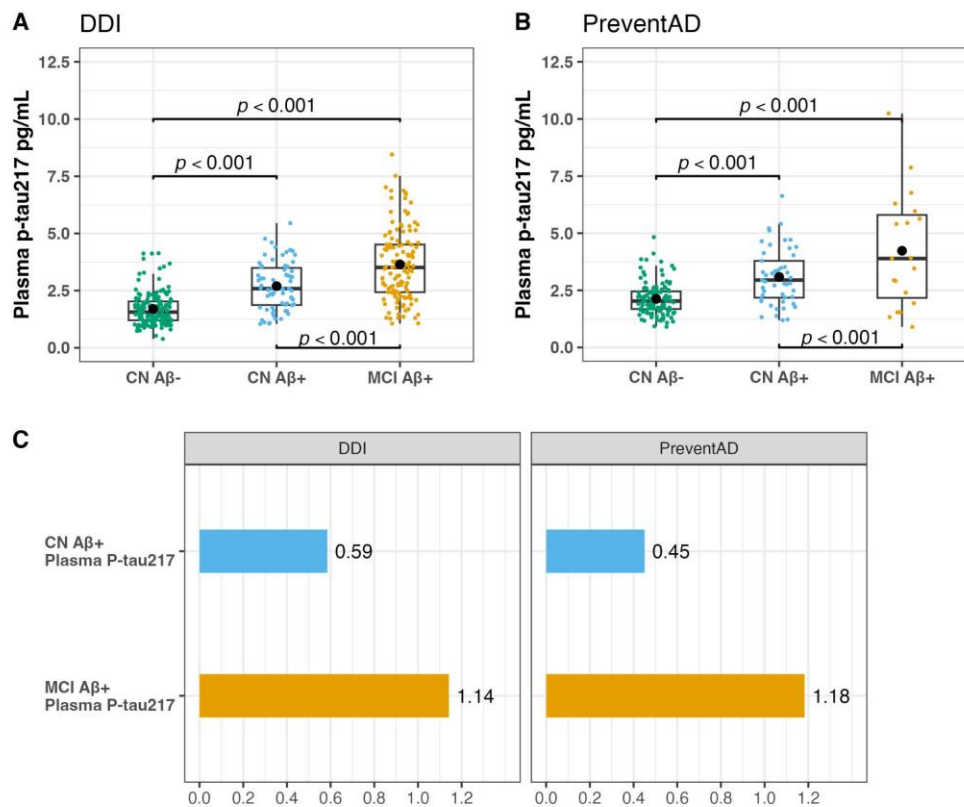 A DDI
Plasma p-tau217 pg/mL
12.5
10.0
7.5
5.0
2.5
0.0
p < 0.001
p < 0.001
p < 0.001
CN Aβ- CN Aβ+ MCI Aβ+
B PreventAD
Plasma p-tau217 pg/mL
12.5
10.0
7.5
5.0
2.5
0.0
p < 0.001
p < 0.001
p < 0.001
CN Aβ- CN Aβ+ MCI Aβ+
C
DDI PreventAD
CN Aβ+
Plasma P-tau217
0.59 0.45
MCI Aβ+
Plasma P-tau217
1.14 1.18
0.0 0.2 0.4 0.6 0.8 1.0 1.2 0.0 0.2 0.4 0.6 0.8 1.0 1.2